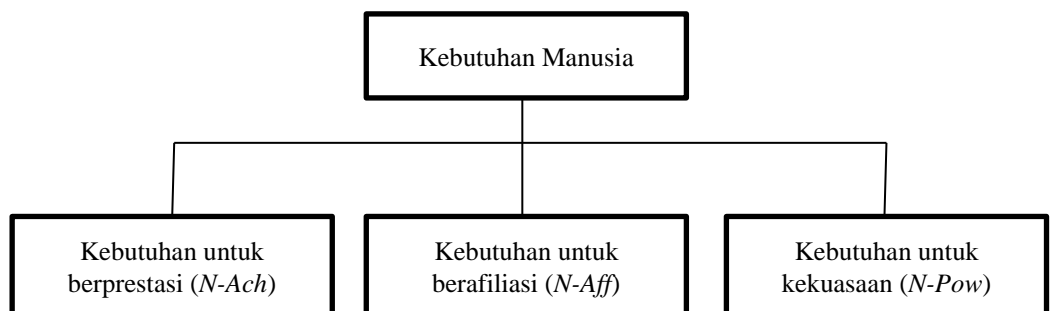 Kebutuhan Manusia
Kebutuhan untuk
berprestasi (N-Ach)
Kebutuhan untuk
berafiliasi (N-Aff)
Kebutuhan untuk
kekuasaan (N-Pow)